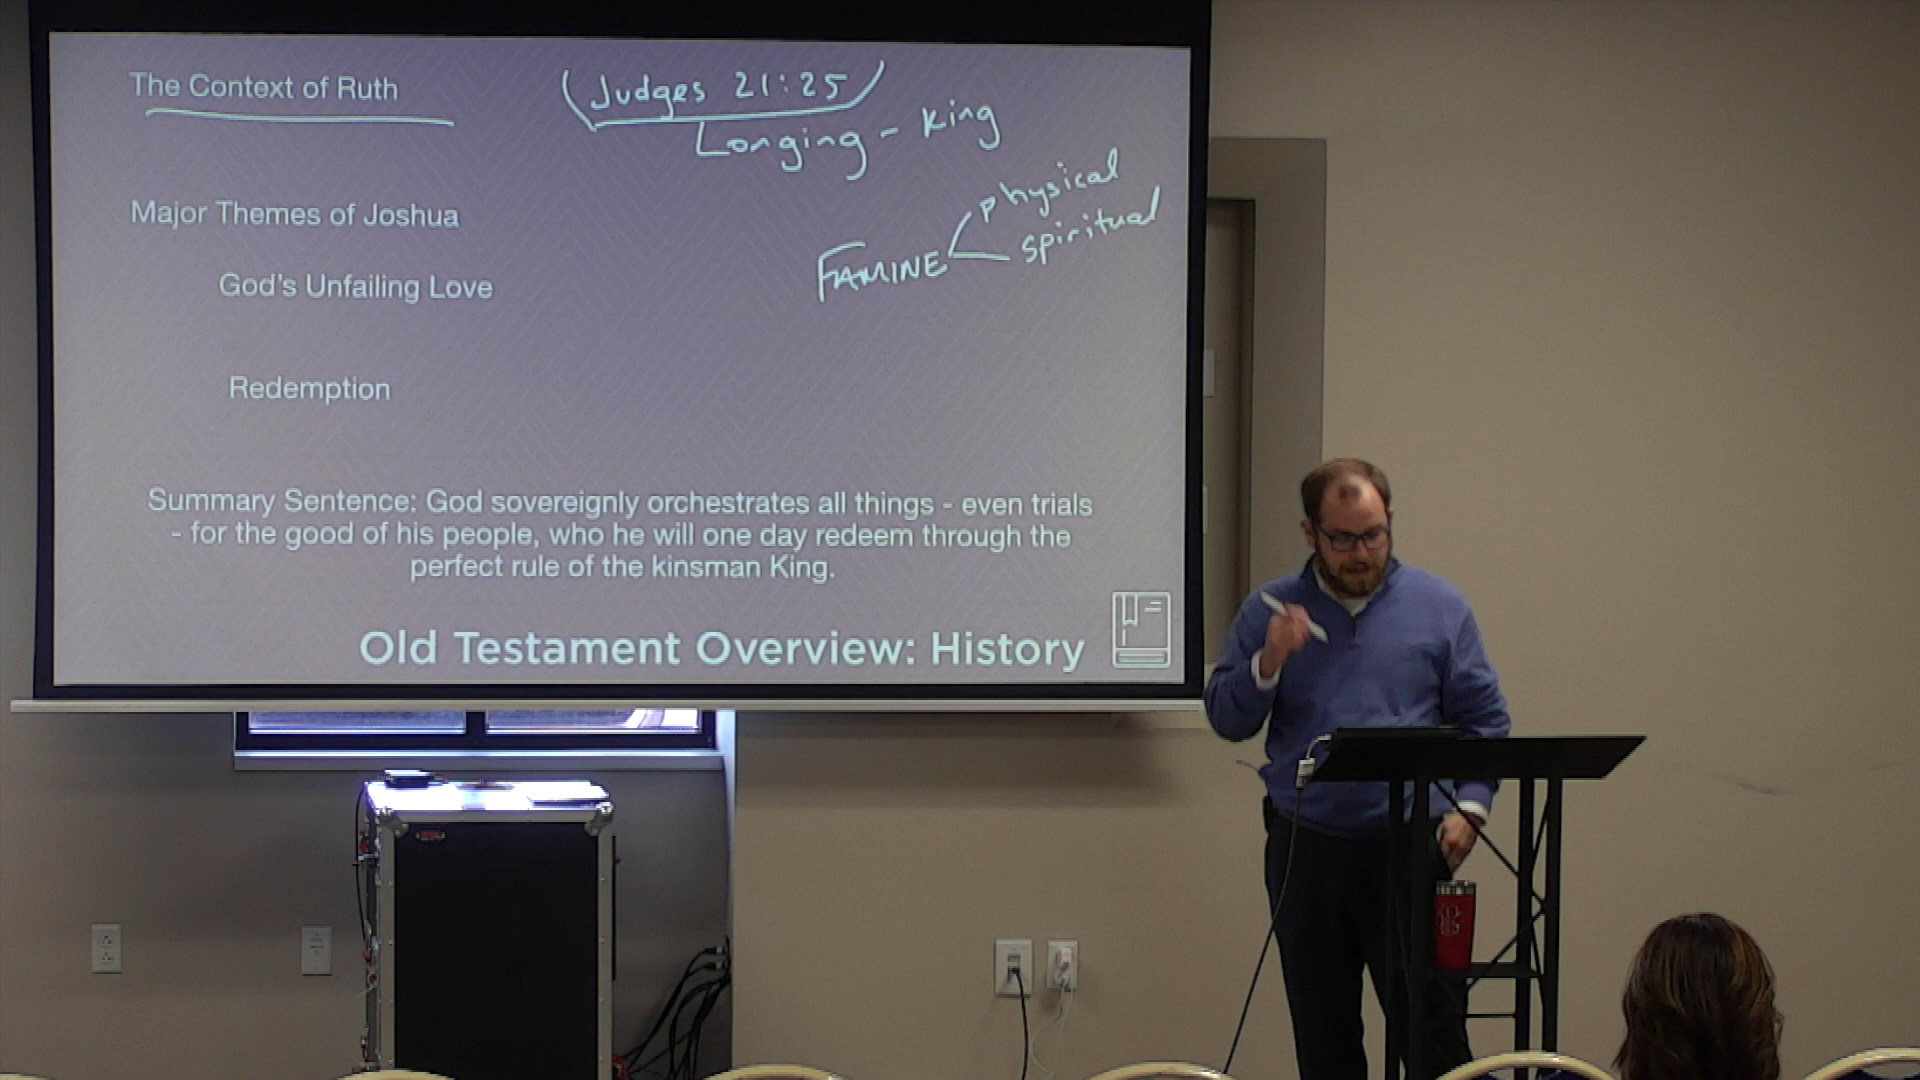 The Context of Ruth
(Judges 21:25)
Longing - King
Physical
Major Themes of Joshua
spiritual
FAMINE
God's Unfailing Love
Redemption
Summary Sentence: God sovereignly orchestrates all things - even trials
- for the good of his people, who he will one day redeem through the
perfect rule of the kinsman King.
Old Testament Overview: History